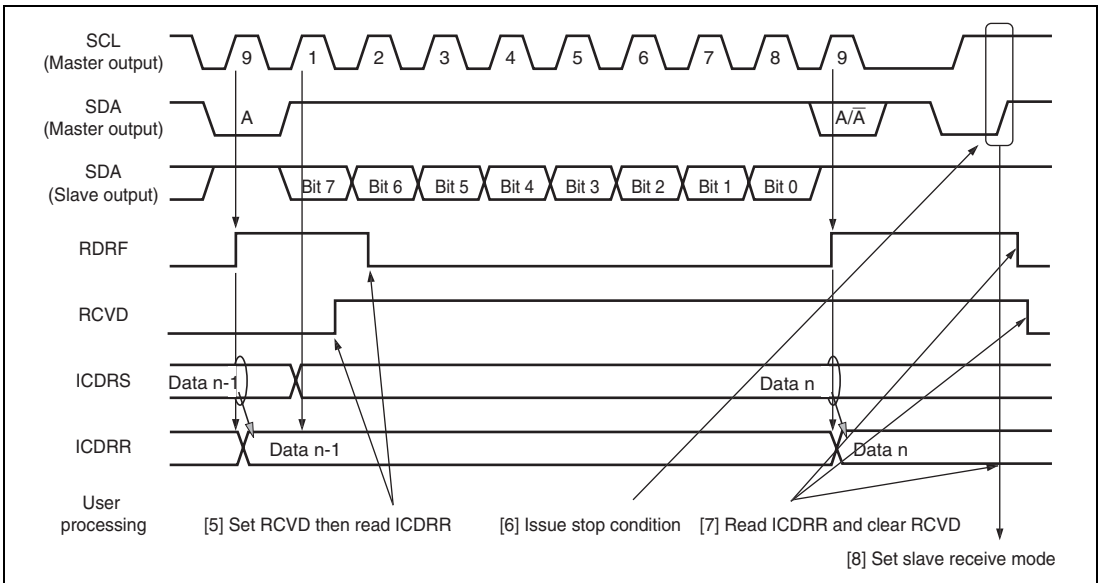 SCL
(Master output)
9 1 2 3 4 5 6 7 8 9
SDA
(Master output)
A A/A̅
SDA
(Slave output)
Bit 7 Bit 6 Bit 5 Bit 4 Bit 3 Bit 2 Bit 1 Bit 0
RDRF
RCVD
ICDRS
Data n-1 Data n
ICDRR
Data n-1 Data n
User
processing
[5] Set RCVD then read ICDRR [6] Issue stop condition [7] Read ICDRR and clear RCVD
[8] Set slave receive mode